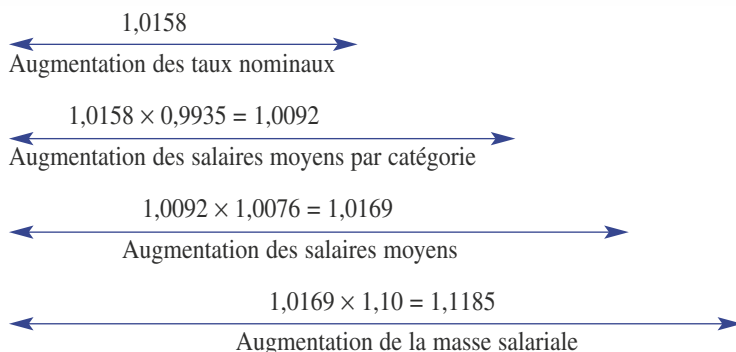 1,0158
Augmentation des taux nominaux
1,0158 × 0,9935 = 1,0092
Augmentation des salaires moyens par catégorie
1,0092 × 1,0076 = 1,0169
Augmentation des salaires moyens
1,0169 × 1,10 = 1,1185
Augmentation de la masse salariale